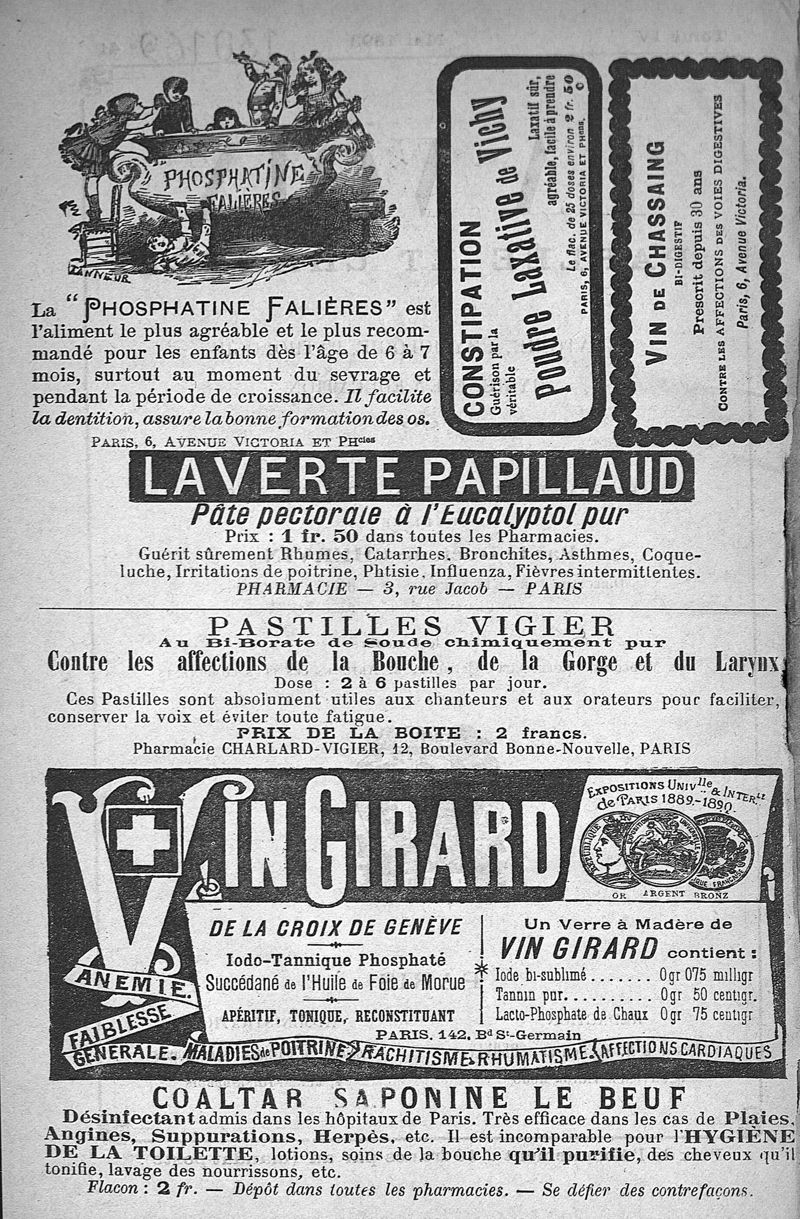 PHOSPHATINE
FALIÈRES
La "PHOSPHATINE FALIÈRES" est
l'aliment le plus agréable et le plus recom-
mandé pour les enfants dès l'âge de 6 à 7
mois, surtout au moment du sevrage et
pendant la période de croissance. Il facilite
la dentition, assure la bonne formation des os.
PARIS, 6, AVENUE VICTORIA ET PHcies
CONSTIPATION
Guérison par la
véritable
Poudre Laxative de Vichy
Laxatif sûr,
agréable, facile à prendre
Le flac. de 25 doses environ 2 fr. 50
PARIS, 6, AVENUE VICTORIA ET PHcies.
VIN DE CHASSAING
BI-DIGESTIF
Prescrit depuis 30 ans
CONTRE LES AFFECTIONS DES VOIES DIGESTIVES
Paris, 6, Avenue Victoria.
LAVERTE PAPILLAUD
Pâte pectorale à l'Eucalyptol pur
Prix : 1 fr. 50 dans toutes les Pharmacies.
Guérit sûrement Rhumes, Catarrhes, Bronchites, Asthmes, Coque-
luche, Irritations de poitrine, Phtisie, Influenza, Fièvres intermittentes.
PHARMACIE — 3, rue Jacob — PARIS
PASTILLES VIGIER
Au Bi-Borate de Soude chimiquement pur
Contre les affections de la Bouche, de la Gorge et du Larynx
Dose : 2 à 6 pastilles par jour.
Ces Pastilles sont absolument utiles aux chanteurs et aux orateurs pour faciliter,
conserver la voix et éviter toute fatigue.
PRIX DE LA BOITE : 2 francs.
Pharmacie CHARLARD-VIGIER, 12, Boulevard Bonne-Nouvelle, PARIS
VIN GIRARD
EXPOSITIONS UNIVlle & INTERle
de PARIS 1889-1890.
OR ARGENT BRONZ
DE LA CROIX DE GENÈVE
Iodo-Tannique Phosphaté
Succédané de l'Huile de Foie de Morue
APÉRITIF, TONIQUE, RECONSTITUANT
Un Verre à Madère de
VIN GIRARD contient :
Iode bi-sublimé ....... 0gr 075 milligr
Tannin pur.......... 0gr 50 centigr.
Lacto-Phosphate de Chaux 0gr 75 centigr
PARIS. 142, Bd St-Germain
ANEMIE.
FAIBLESSE
GÉNÉRALE. MALADIES de POITRINE RACHITISME RHUMATISME AFFECTIONS CARDIAQUES
COALTAR SAPONINE LE BEUF
Désinfectant admis dans les hôpitaux de Paris. Très efficace dans les cas de Plaies,
Angines, Suppurations, Herpès, etc. Il est incomparable pour l'HYGIÈNE
DE LA TOILETTE, lotions, soins de la bouche qu'il purifie, des cheveux qu'il
tonifie, lavage des nourrissons, etc.
Flacon : 2 fr. — Dépôt dans toutes les pharmacies. — Se défier des contrefaçons.